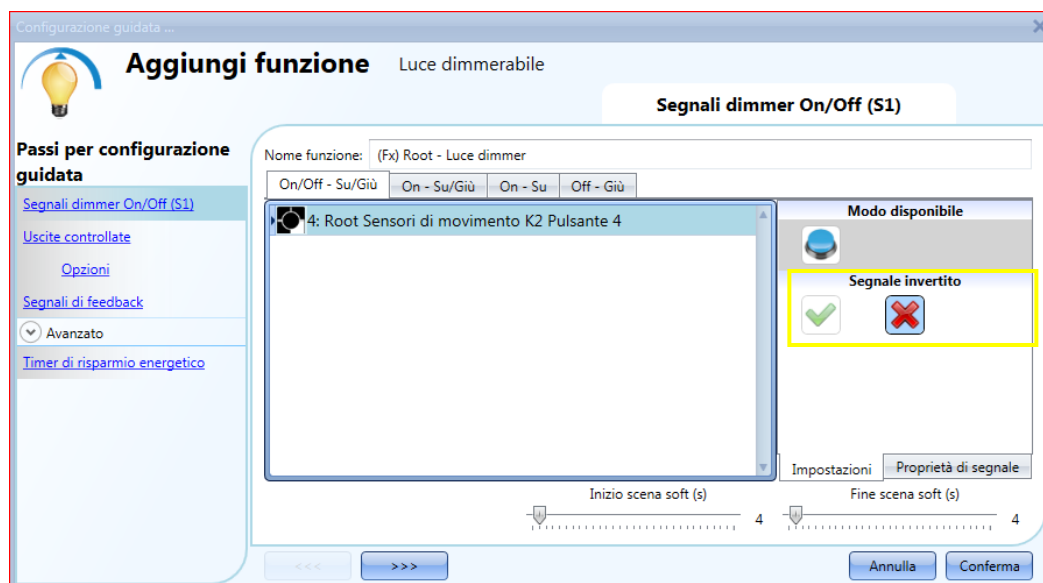 Configurazione guidata ...
Aggiungi funzione Luce dimmerabile
Segnali dimmer On/Off (S1)
Passi per configurazione
guidata
Segnali dimmer On/Off (S1)
Uscite controllate
Opzioni
Segnali di feedback
Avanzato
Timer di risparmio energetico
Nome funzione: (Fx) Root - Luce dimmer
On/Off - Su/Giù On - Su/Giù On - Su Off - Giù
4: Root Sensori di movimento K2 Pulsante 4
Modo disponibile
Segnale invertito
Impostazioni Proprietà di segnale
Inizio scena soft (s) Fine scena soft (s)
4 4
<<< >>> Annulla Conferma